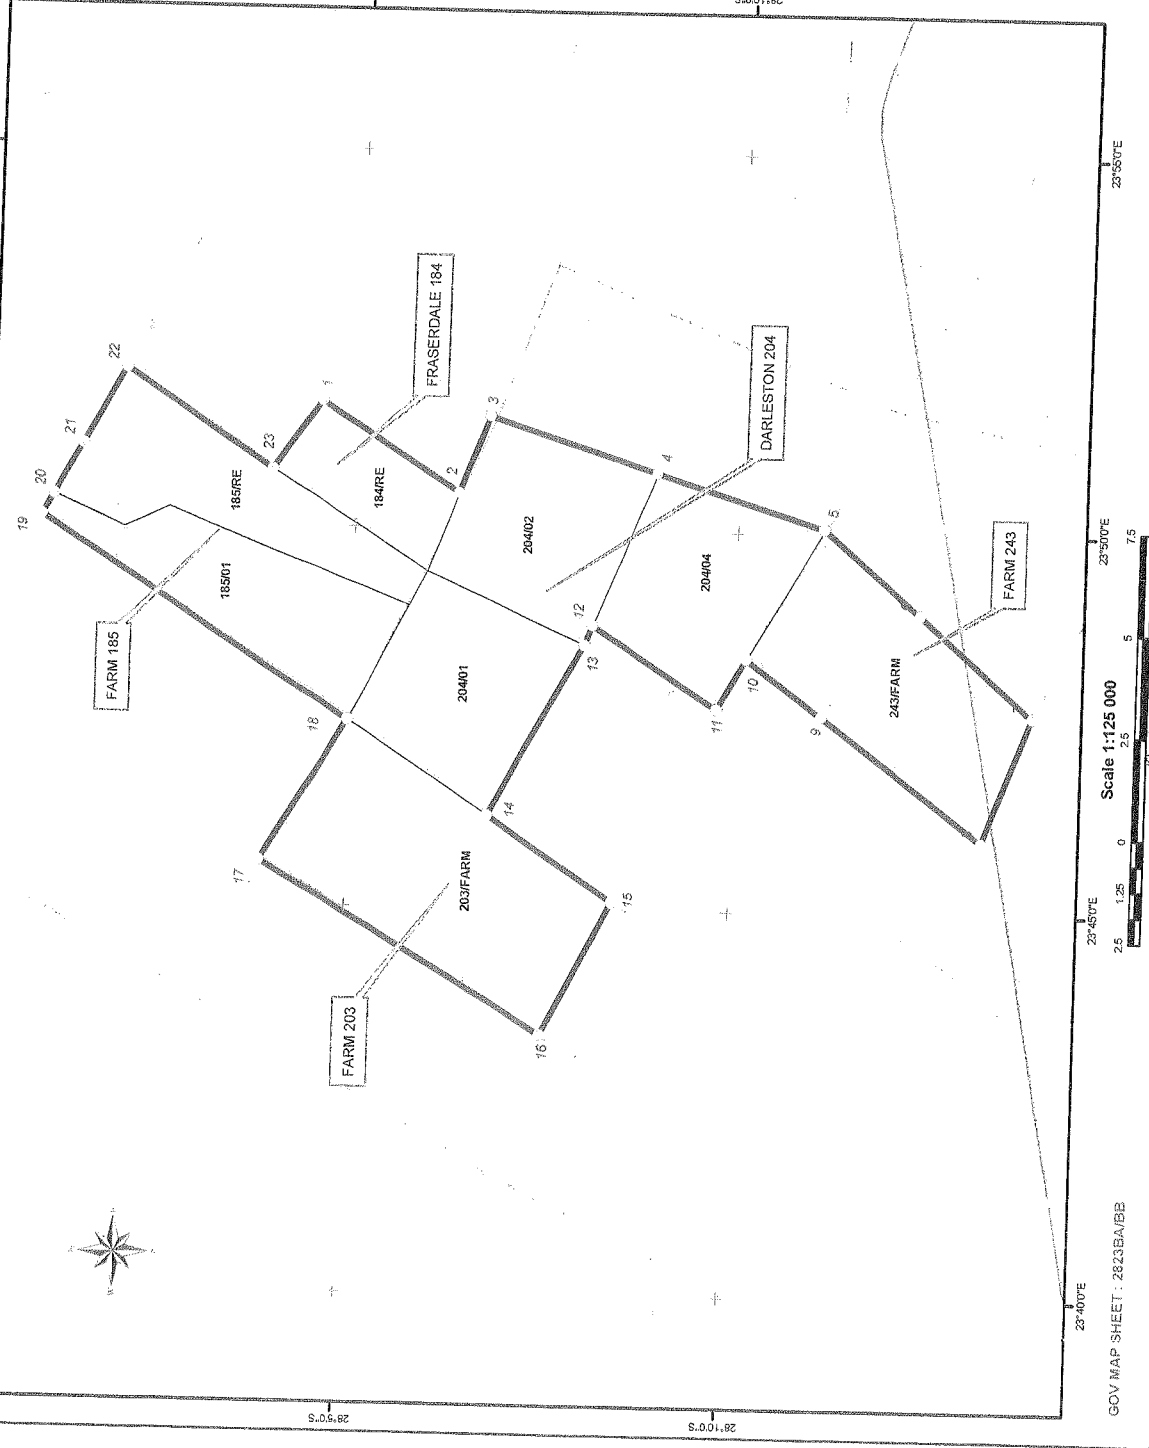 19
20
21
22
23
1
2
3
4
5
9
10
11
12
13
14
15
16
17
18
185/01
185/RE
184/RE
204/01
204/02
204/04
203/FARM
243/FARM
FARM 185
FRASERDALE 184
DARLESTON 204
FARM 203
FARM 243
28°5'0"S
28°10'0"S
28°10'0"S
23°40'0"E
23°45'0"E
23°50'0"E
23°55'0"E
Scale 1:125 000
2.5 1.25 0 2.5 5 7.5
GOV MAP SHEET : 2823BA/BB
W